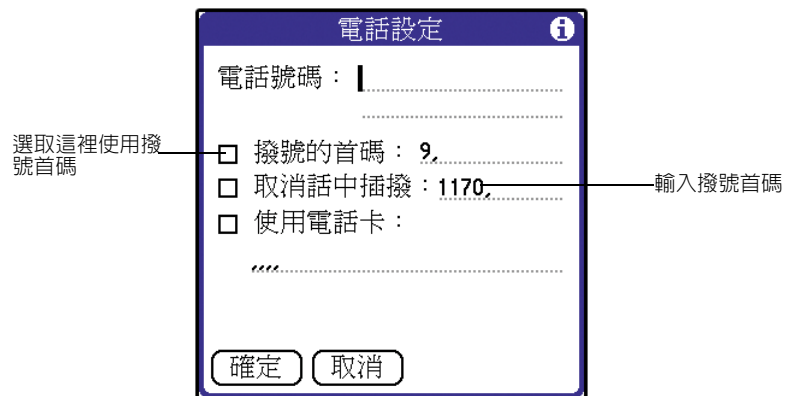 電話設定
電話號碼：
選取這裡使用撥
號首碼
撥號的首碼： 9,
取消話中插撥：1170,
輸入撥號首碼
使用電話卡：
,,,,
確定 取消